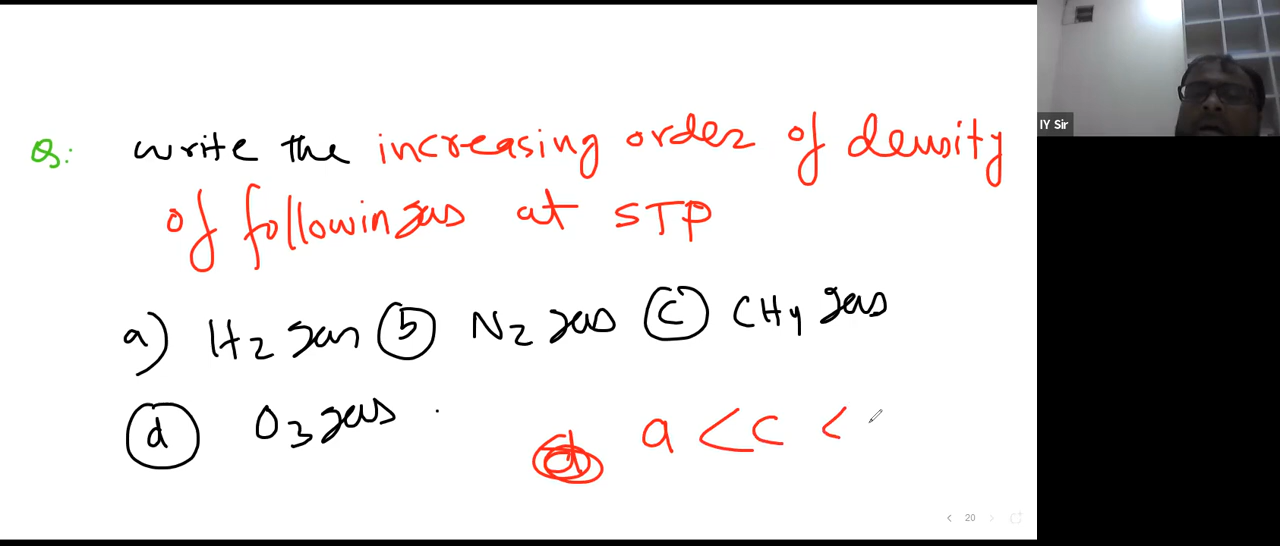 Q: write the increasing order of density
of followin gas at STP
a) H2 gas (b) N2 gas (c) CH4 gas
(d) O3 gas .
d a < c <
IY Sir
< 20 >